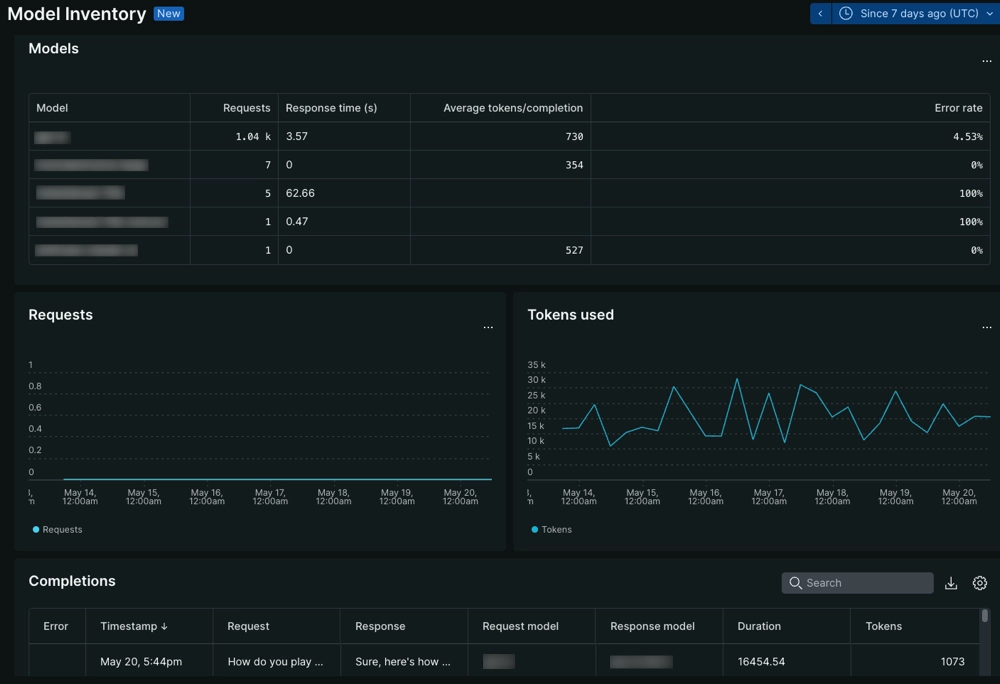 Model Inventory New
Since 7 days ago (UTC)
Models
...
Model Requests Response time (s) Average tokens/completion Error rate
1.04 k 3.57 730 4.53%
7 0 354 0%
5 62.66 100%
1 0.47 100%
1 0 527 0%
Requests
...
1
0.8
0.6
0.4
0.2
0
May 14, May 15, May 16, May 17, May 18, May 19, May 20,
12:00am 12:00am 12:00am 12:00am 12:00am 12:00am 12:00am
Requests
Tokens used
...
35 k
30 k
25 k
20 k
15 k
10 k
5 k
0
May 14, May 15, May 16, May 17, May 18, May 19, May 20,
12:00am 12:00am 12:00am 12:00am 12:00am 12:00am 12:00am
Tokens
Completions
Search
Error Timestamp ↓ Request Response Request model Response model Duration Tokens
May 20, 5:44pm How do you play ... Sure, here's how ... 16454.54 1073